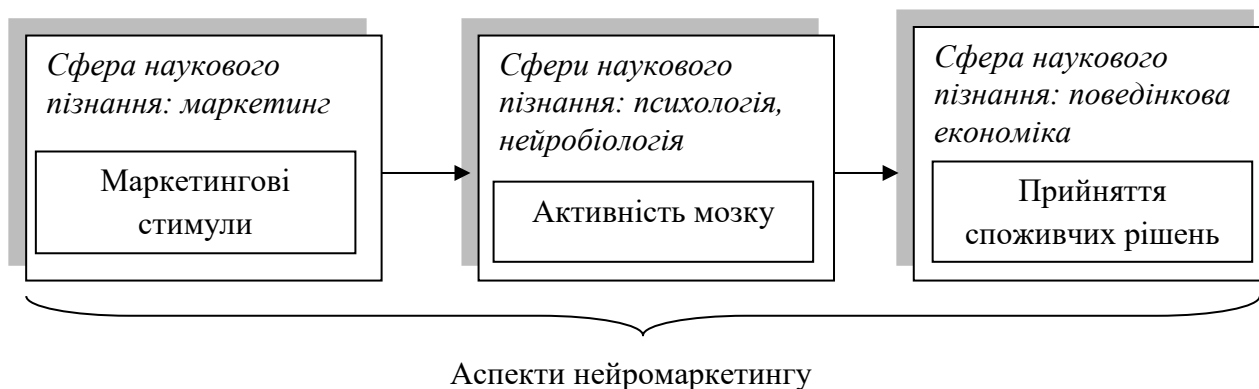 Сфера наукового
пізнання: маркетинг
Маркетингові
стимули
Сфери наукового
пізнання: психологія,
нейробіологія
Активність мозку
Сфера наукового
пізнання: поведінкова
економіка
Прийняття
споживчих рішень
Аспекти нейромаркетингу